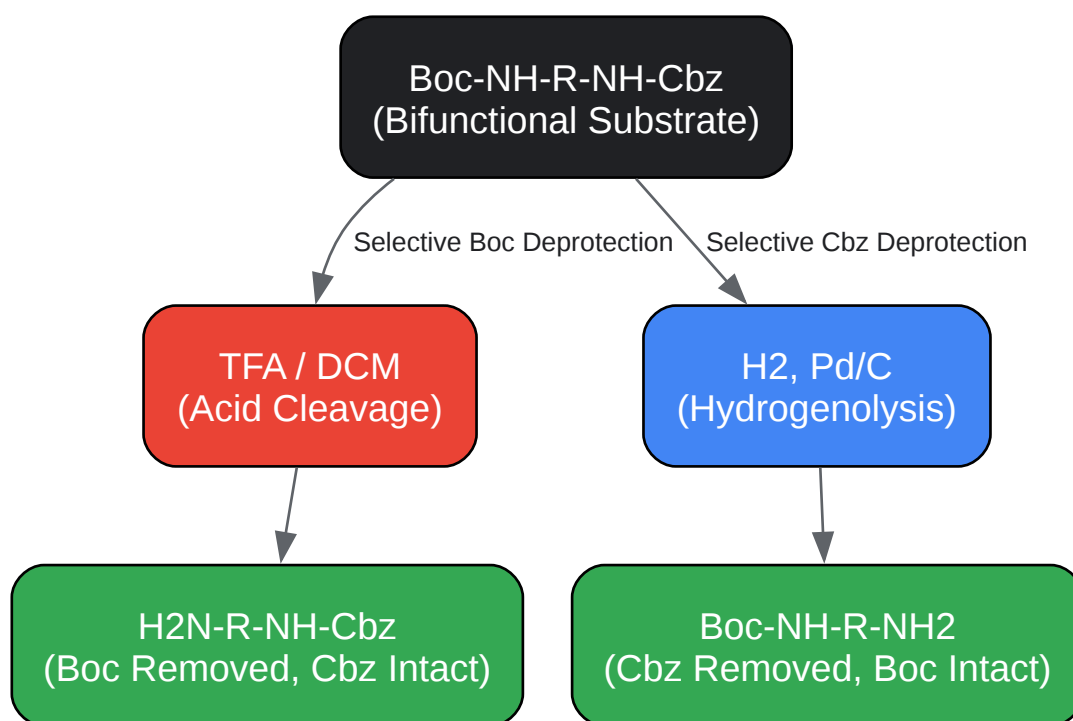 Boc-NH-R-NH-Cbz
(Bifunctional Substrate)
Selective Boc Deprotection
Selective Cbz Deprotection
TFA / DCM
(Acid Cleavage)
H2, Pd/C
(Hydrogenolysis)
H2N-R-NH-Cbz
(Boc Removed, Cbz Intact)
Boc-NH-R-NH2
(Cbz Removed, Boc Intact)